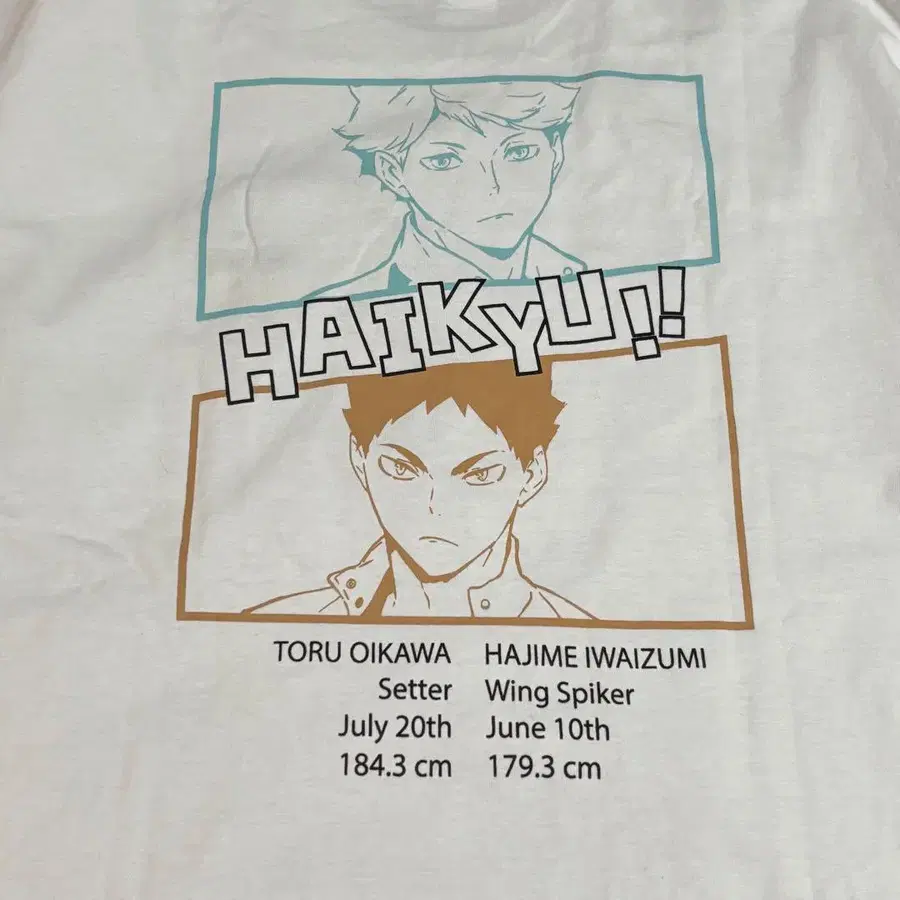 HAIKYU!!
TORU OIKAWA HAJIME IWAIZUMI
Setter Wing Spiker
July 20th June 10th
184.3 cm 179.3 cm